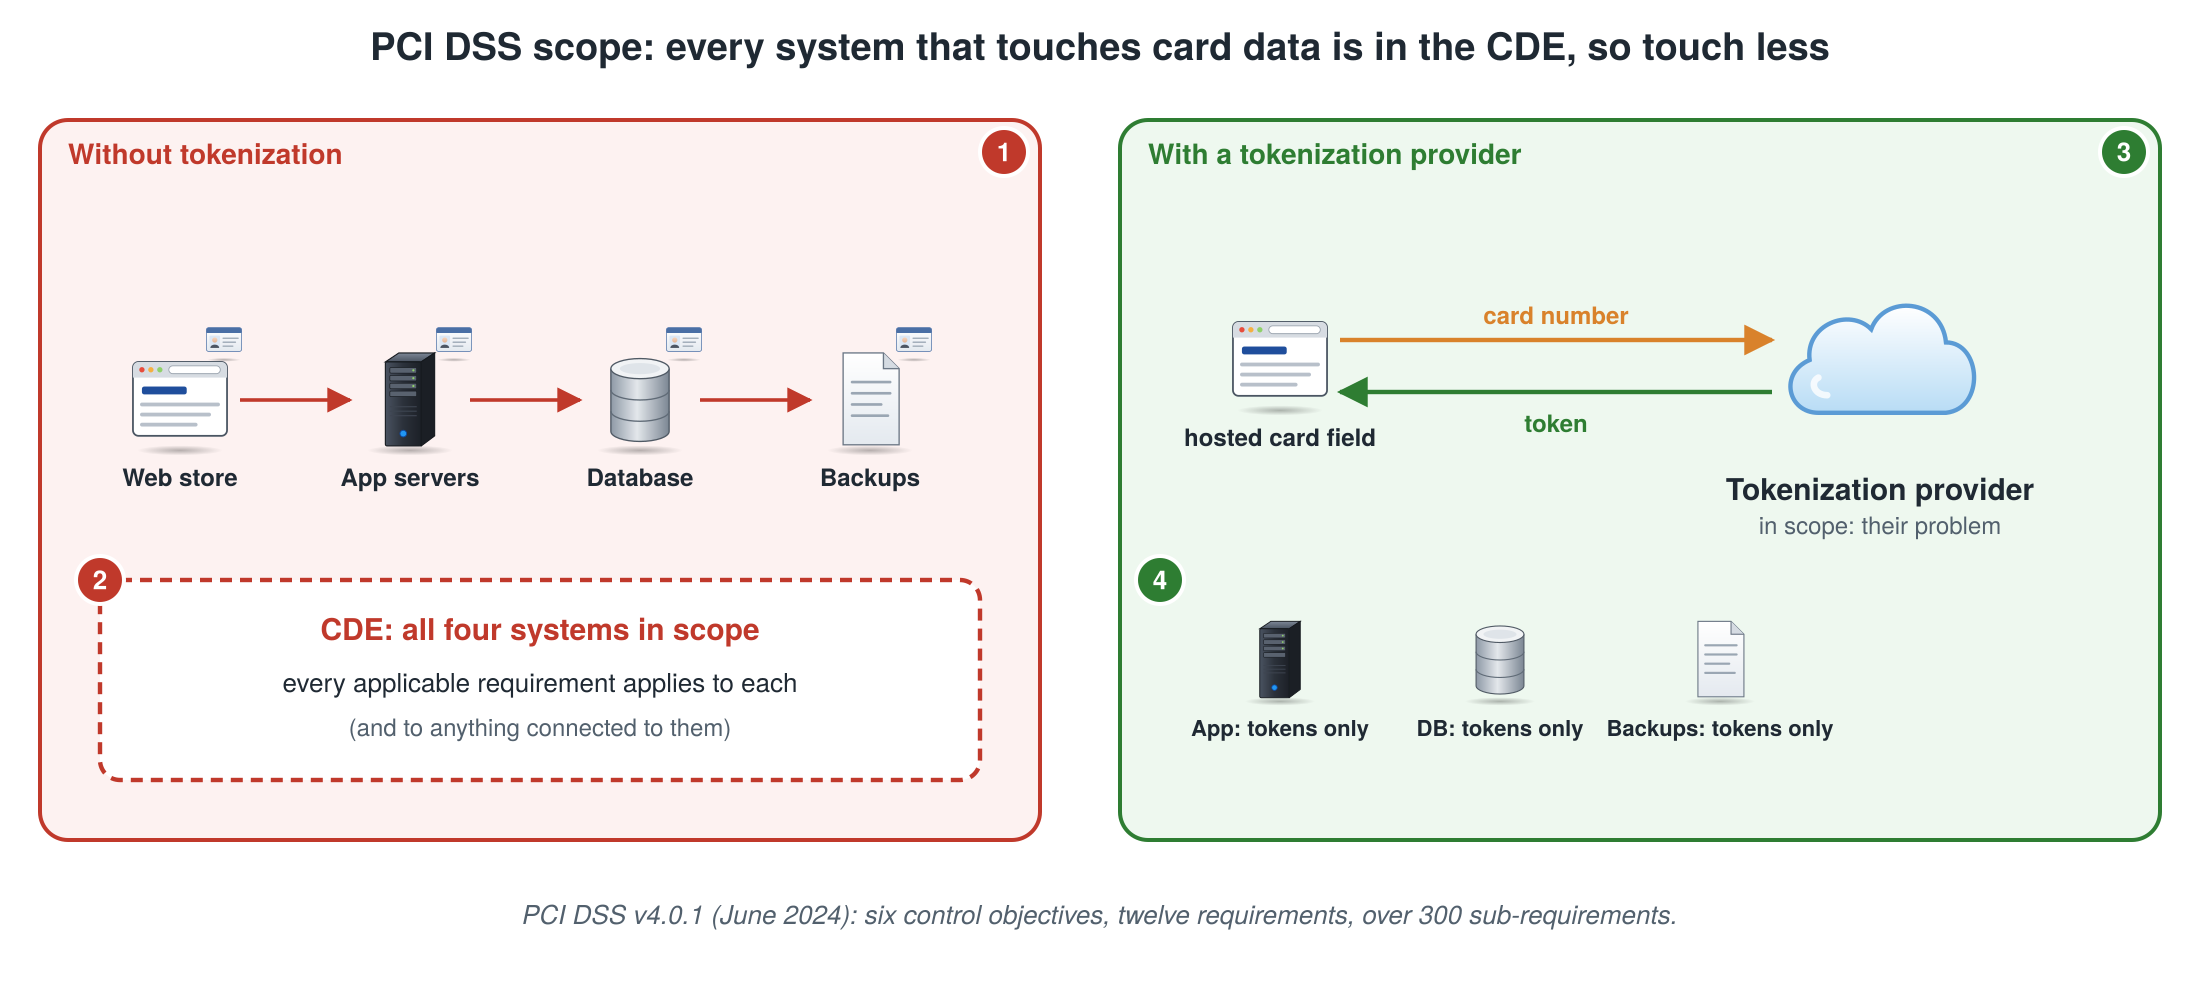 PCI DSS scope: every system that touches card data is in the CDE, so touch less
Without tokenization
1
Web store
App servers
Database
Backups
2
CDE: all four systems in scope
every applicable requirement applies to each
(and to anything connected to them)
With a tokenization provider
3
card number
token
hosted card field
Tokenization provider
in scope: their problem
4
App: tokens only
DB: tokens only
Backups: tokens only
PCI DSS v4.0.1 (June 2024): six control objectives, twelve requirements, over 300 sub-requirements.